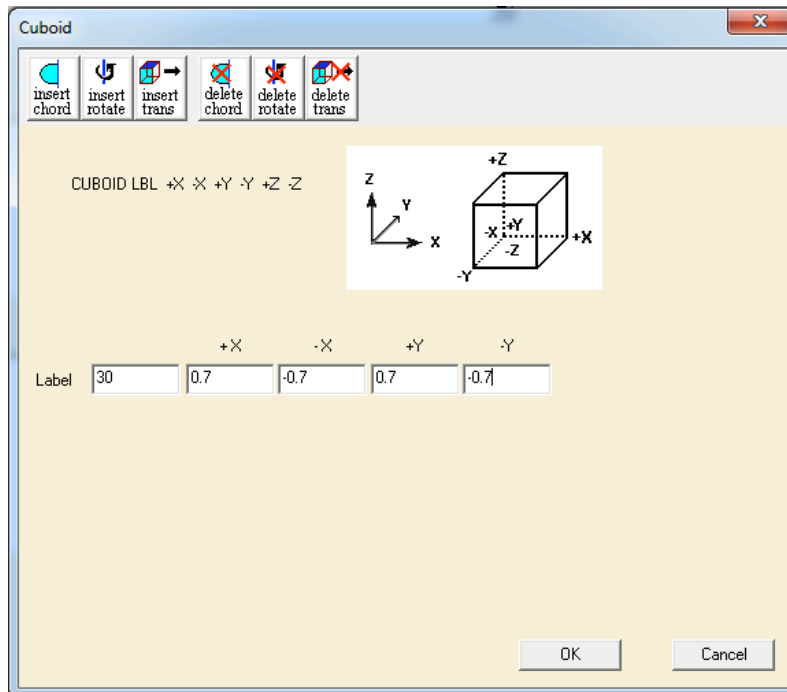 Cuboid
x
insert chord
insert rotate
insert trans
delete chord
delete rotate
delete trans
CUBOID LBL +X -X +Y -Y +Z -Z
Z
Y
X
+Z
-X
+Y
+X
-Z
-Y
+X -X +Y -Y
Label 30 0.7 -0.7 0.7 -0.7
OK Cancel